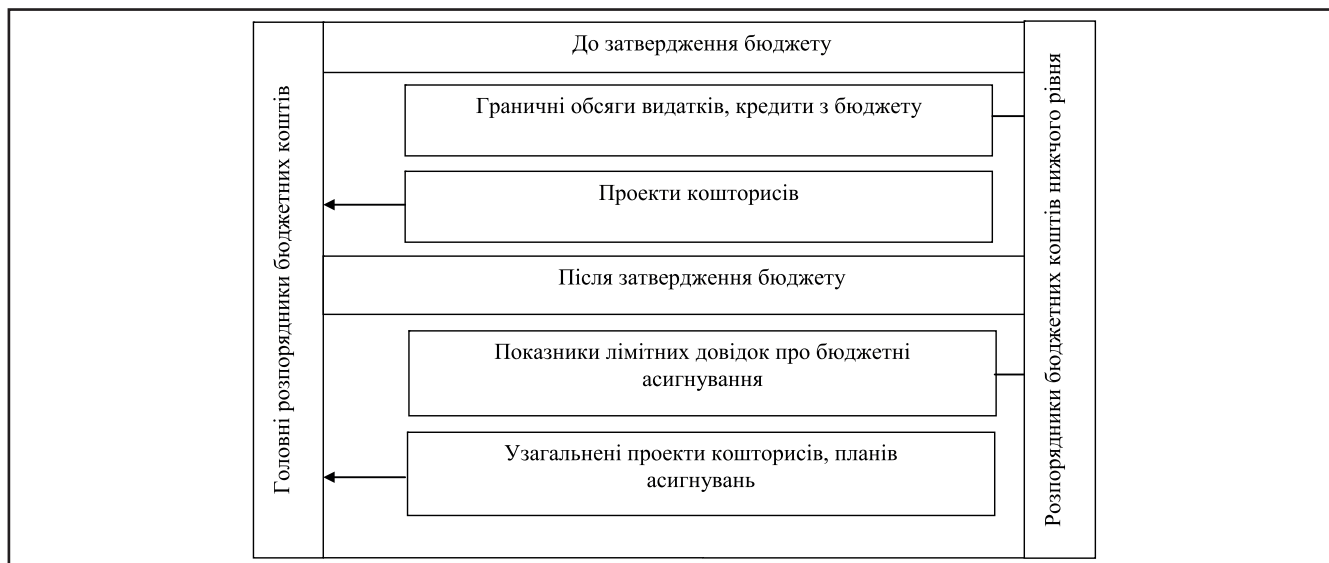 Головні розпорядники бюджетних коштів
До затвердження бюджету
Граничні обсяги видатків, кредити з бюджету
Проекти кошторисів
Після затвердження бюджету
Показники лімітних довідок про бюджетні
асигнування
Узагальнені проекти кошторисів, планів
асигнувань
Розпорядники бюджетних коштів нижчого рівня